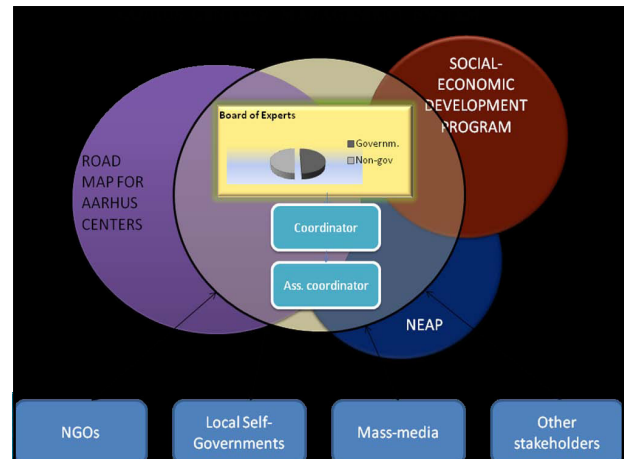 SOCIAL-
ECONOMIC
DEVELOPMENT
PROGRAM
Board of Experts
Governm.
Non-gov
ROAD
MAP FOR
AARHUS
CENTERS
Coordinator
Ass. coordinator
NEAP
NGOs
Local Self-
Governments
Mass-media
Other
stakeholders